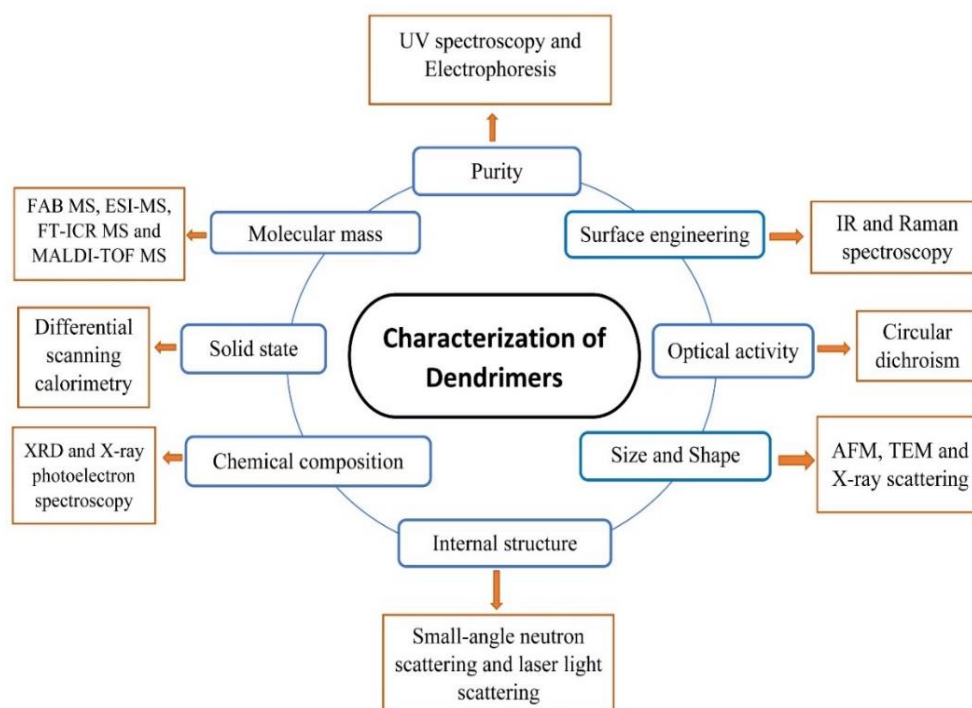 UV spectroscopy and
Electrophoresis
Purity
FAB MS, ESI-MS,
FT-ICR MS and
MALDI-TOF MS
Molecular mass
Surface engineering
IR and Raman
spectroscopy
Differential
scanning
calorimetry
Solid state
Characterization of
Dendrimers
Optical activity
Circular
dichroism
XRD and X-ray
photoelectron
spectroscopy
Chemical composition
Size and Shape
AFM, TEM and
X-ray scattering
Internal structure
Small-angle neutron
scattering and laser light
scattering